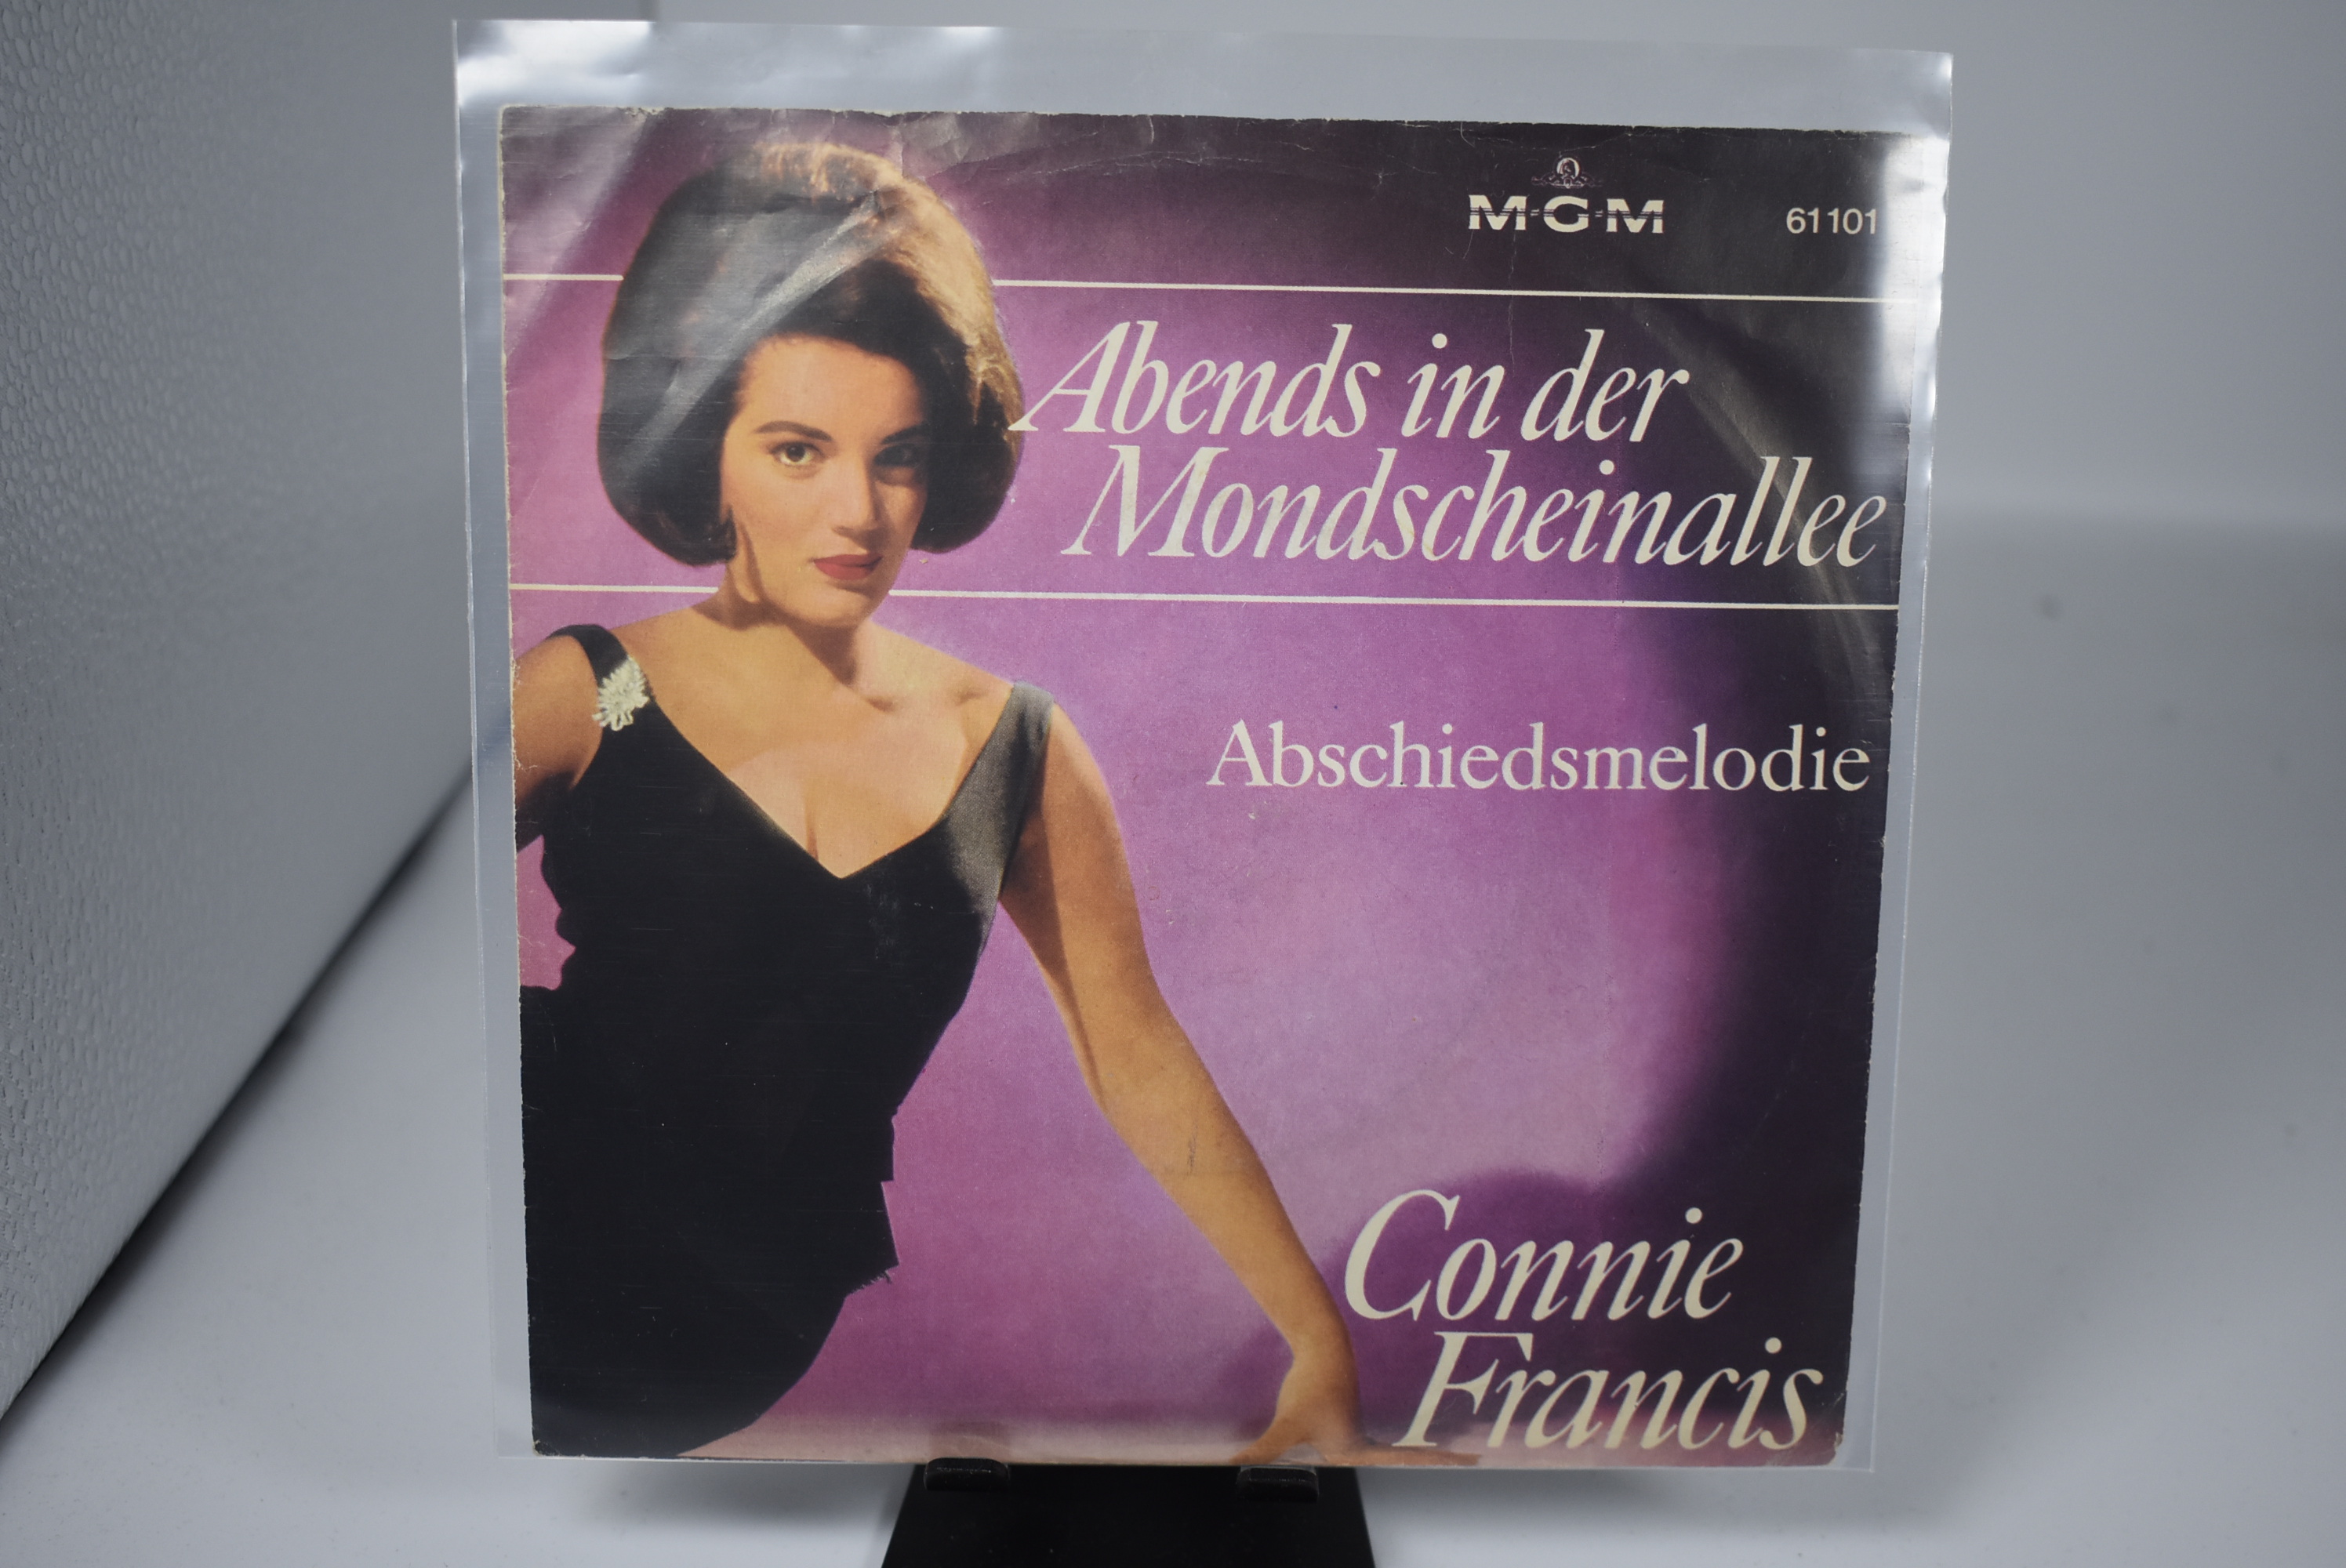 M-G-M 61101
Abends in der
Mondscheinallee
Abschiedsmelodie
Connie
Francis